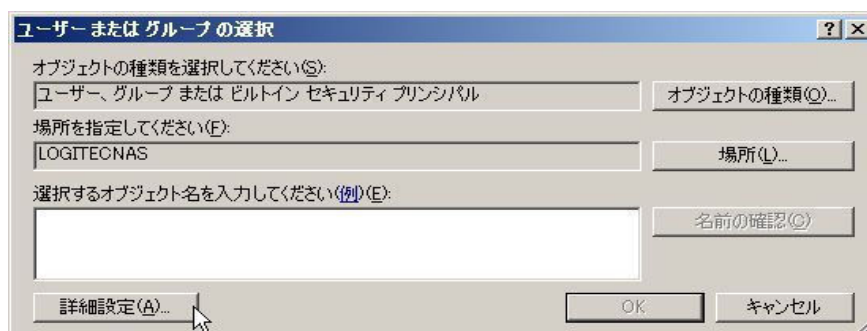 ユーザー または グループ の選択
オブジェクトの種類を選択してください(S):
ユーザー、グループ または ビルトイン セキュリティ プリンシパル
オブジェクトの種類(O)...
場所を指定してください(F):
LOGITECNAS
場所(L)...
選択するオブジェクト名を入力してください(例)(E):
名前の確認(C)
詳細設定(A)...
OK
キャンセル